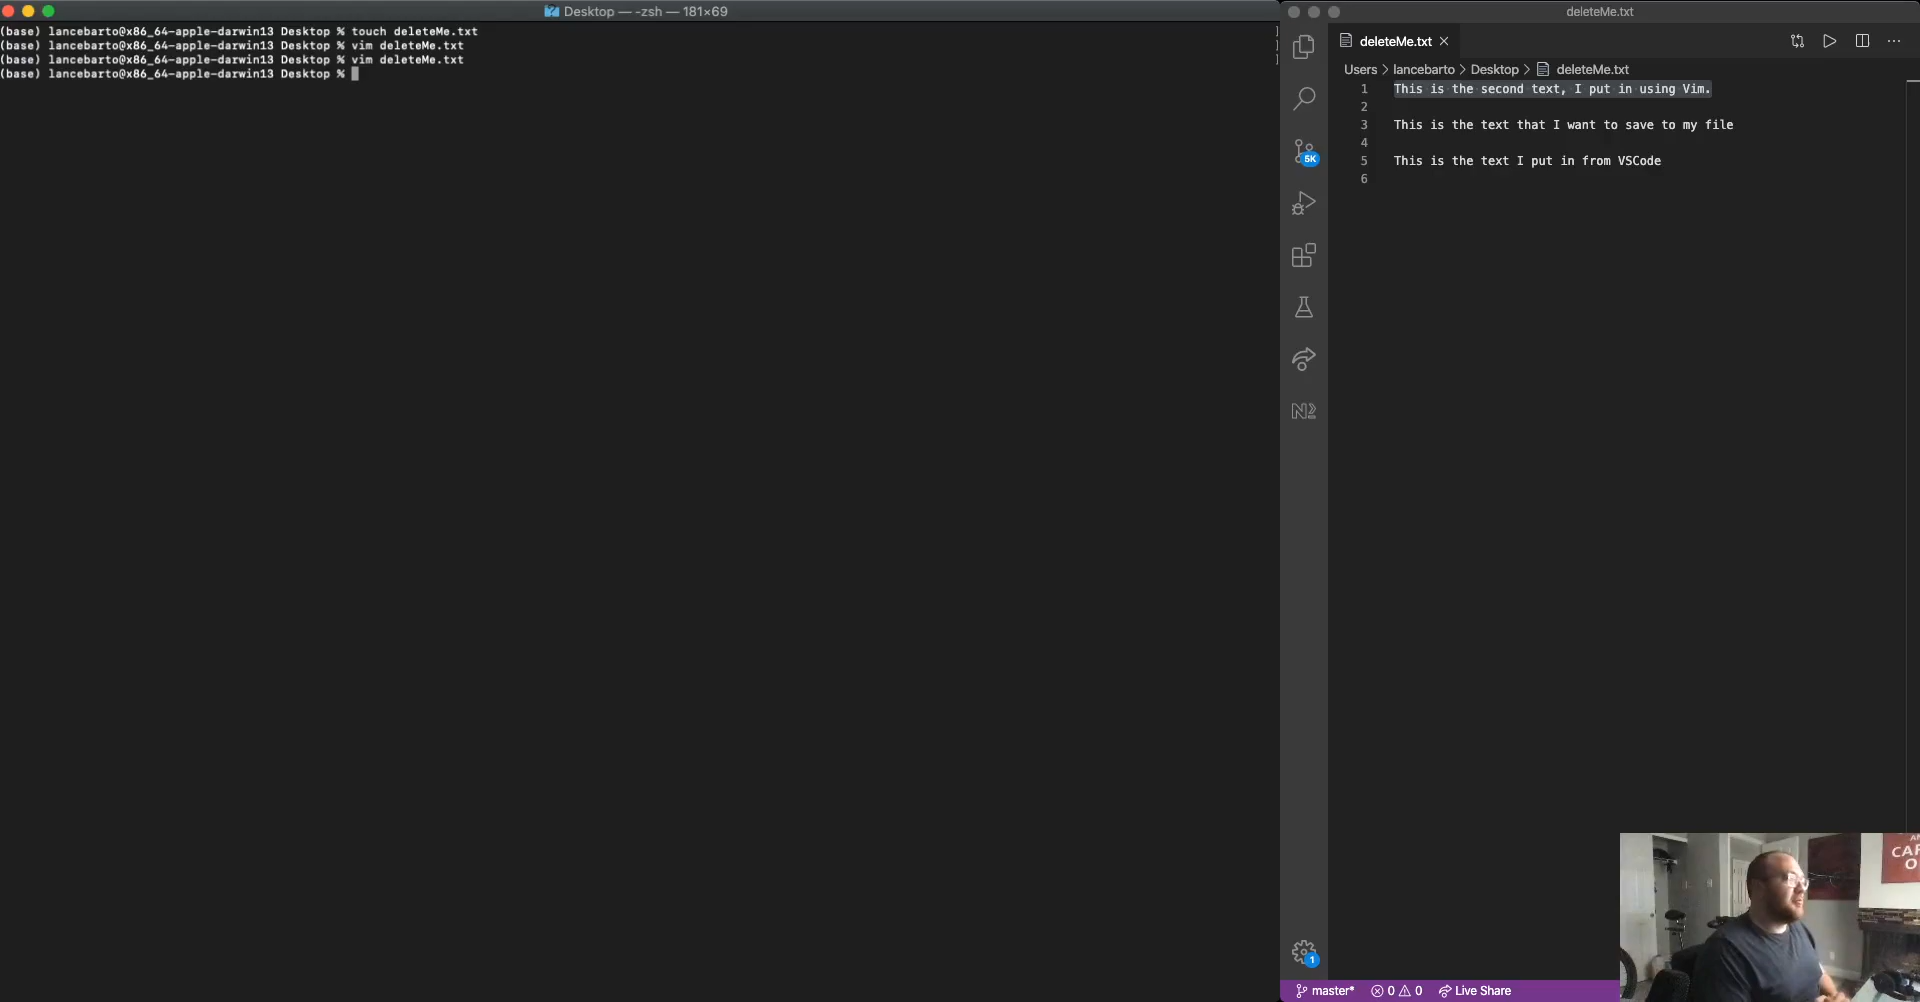 Desktop — -zsh — 181×69
(base) lancebarto@x86_64-apple-darwin13 Desktop % touch deleteMe.txt
(base) lancebarto@x86_64-apple-darwin13 Desktop % vim deleteMe.txt
(base) lancebarto@x86_64-apple-darwin13 Desktop % vim deleteMe.txt
(base) lancebarto@x86_64-apple-darwin13 Desktop %
deleteMe.txt
deleteMe.txt
Users > lancebarto > Desktop > deleteMe.txt
1 This is the second text, I put in using Vim.
2
3 This is the text that I want to save to my file
4
5 This is the text I put in from VSCode
6
5K
1
CAF
O
master* 0 0 Live Share